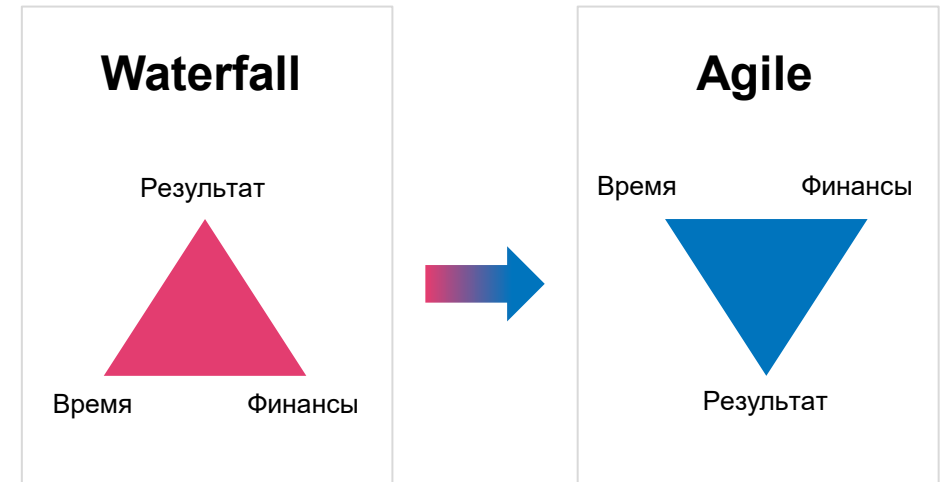 Waterfall
Результат
Время
Финансы
Agile
Время
Финансы
Результат